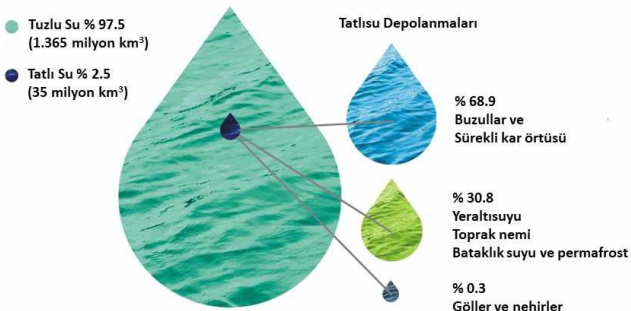 Tuzlu Su % 97.5
(1.365 milyon km³)
Tatlı Su % 2.5
(35 milyon km³)
Tatlısu Depolanmaları
% 68.9
Buzullar ve
Sürekli kar örtüsü
% 30.8
Yeraltısuyu
Toprak nemi
Bataklık suyu ve permafrost
% 0.3
Göller ve nehirler